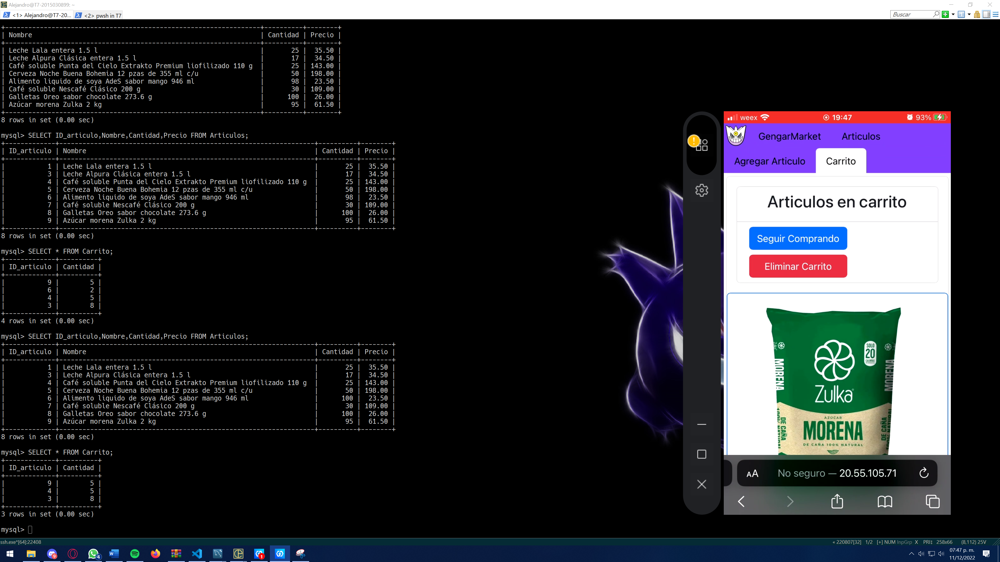 Alejandro@T7-2015030899: ~
<1> Alejandro@T7-20... <2> pwsh in T7
Buscar
+------------------------------------------------------------------+----------+--------+
| Nombre | Cantidad | Precio |
+------------------------------------------------------------------+----------+--------+
| Leche Lala entera 1.5 l | 25 | 35.50 |
| Leche Alpura Clásica entera 1.5 l | 17 | 34.50 |
| Café soluble Punta del Cielo Extrakto Premium liofilizado 110 g | 25 | 143.00 |
| Cerveza Noche Buena Bohemia 12 pzas de 355 ml c/u | 50 | 198.00 |
| Alimento liquido de soya AdeS sabor mango 946 ml | 98 | 23.50 |
| Café soluble Nescafé Clásico 200 g | 30 | 109.00 |
| Galletas Oreo sabor chocolate 273.6 g | 100 | 26.00 |
| Azúcar morena Zulka 2 kg | 95 | 61.50 |
+------------------------------------------------------------------+----------+--------+
8 rows in set (0.00 sec)
mysql> SELECT ID_articulo,Nombre,Cantidad,Precio FROM Articulos;
+-------------+------------------------------------------------------------------+----------+--------+
| ID_articulo | Nombre | Cantidad | Precio |
+-------------+------------------------------------------------------------------+----------+--------+
| 1 | Leche Lala entera 1.5 l | 25 | 35.50 |
| 3 | Leche Alpura Clásica entera 1.5 l | 17 | 34.50 |
| 4 | Café soluble Punta del Cielo Extrakto Premium liofilizado 110 g | 25 | 143.00 |
| 5 | Cerveza Noche Buena Bohemia 12 pzas de 355 ml c/u | 50 | 198.00 |
| 6 | Alimento liquido de soya AdeS sabor mango 946 ml | 98 | 23.50 |
| 7 | Café soluble Nescafé Clásico 200 g | 30 | 109.00 |
| 8 | Galletas Oreo sabor chocolate 273.6 g | 100 | 26.00 |
| 9 | Azúcar morena Zulka 2 kg | 95 | 61.50 |
+-------------+------------------------------------------------------------------+----------+--------+
8 rows in set (0.00 sec)
mysql> SELECT * FROM Carrito;
+-------------+----------+
| ID_articulo | Cantidad |
+-------------+----------+
| 9 | 5 |
| 6 | 2 |
| 4 | 5 |
| 3 | 8 |
+-------------+----------+
4 rows in set (0.00 sec)
mysql> SELECT ID_articulo,Nombre,Cantidad,Precio FROM Articulos;
+-------------+------------------------------------------------------------------+----------+--------+
| ID_articulo | Nombre | Cantidad | Precio |
+-------------+------------------------------------------------------------------+----------+--------+
| 1 | Leche Lala entera 1.5 l | 25 | 35.50 |
| 3 | Leche Alpura Clásica entera 1.5 l | 17 | 34.50 |
| 4 | Café soluble Punta del Cielo Extrakto Premium liofilizado 110 g | 25 | 143.00 |
| 5 | Cerveza Noche Buena Bohemia 12 pzas de 355 ml c/u | 50 | 198.00 |
| 6 | Alimento liquido de soya AdeS sabor mango 946 ml | 100 | 23.50 |
| 7 | Café soluble Nescafé Clásico 200 g | 30 | 109.00 |
| 8 | Galletas Oreo sabor chocolate 273.6 g | 100 | 26.00 |
| 9 | Azúcar morena Zulka 2 kg | 95 | 61.50 |
+-------------+------------------------------------------------------------------+----------+--------+
8 rows in set (0.00 sec)
mysql> SELECT * FROM Carrito;
+-------------+----------+
| ID_articulo | Cantidad |
+-------------+----------+
| 9 | 5 |
| 4 | 5 |
| 3 | 8 |
+-------------+----------+
3 rows in set (0.00 sec)
mysql>
weex 19:47 93%
GengarMarket Articulos
Agregar Articulo Carrito
Articulos en carrito
Seguir Comprando
Eliminar Carrito
SOLO
20
CALORÍAS
MORENA
MORENA
Zulka
AZÚCAR
MORENA
DE CAÑA 100% NATURAL
DE CAÑA
100% NATURAL
DE CAÑA
100% NATURAL
AA No seguro — 20.55.105.71
ssh.exe*[64]:22408 « 220807[32] 1/2 [+] NUM InpGrp X PRI↕ 258x66 (8,112) 25V
9 4 1
07:47 p. m.
11/12/2022